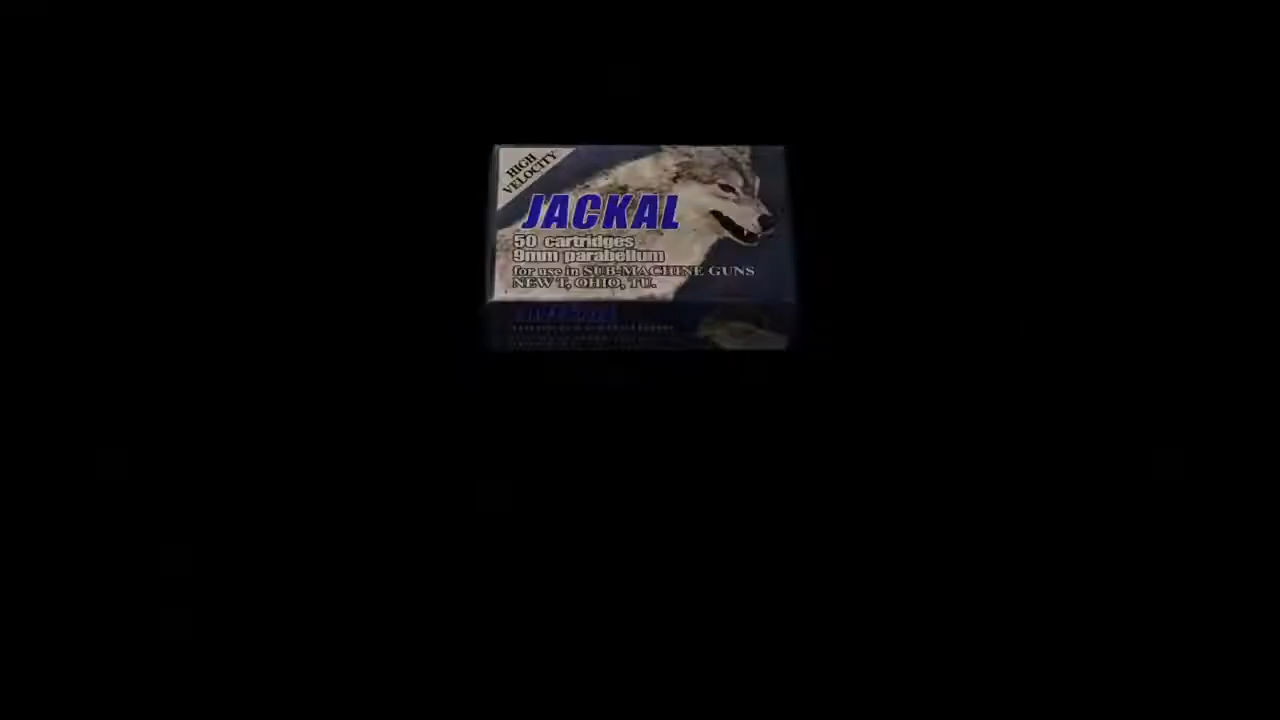 HIGH
VELOCITY
JACKAL
50 cartridges
9mm parabellum
for use in SUB-MACHINE GUNS
NEW T, OHIO, TU.